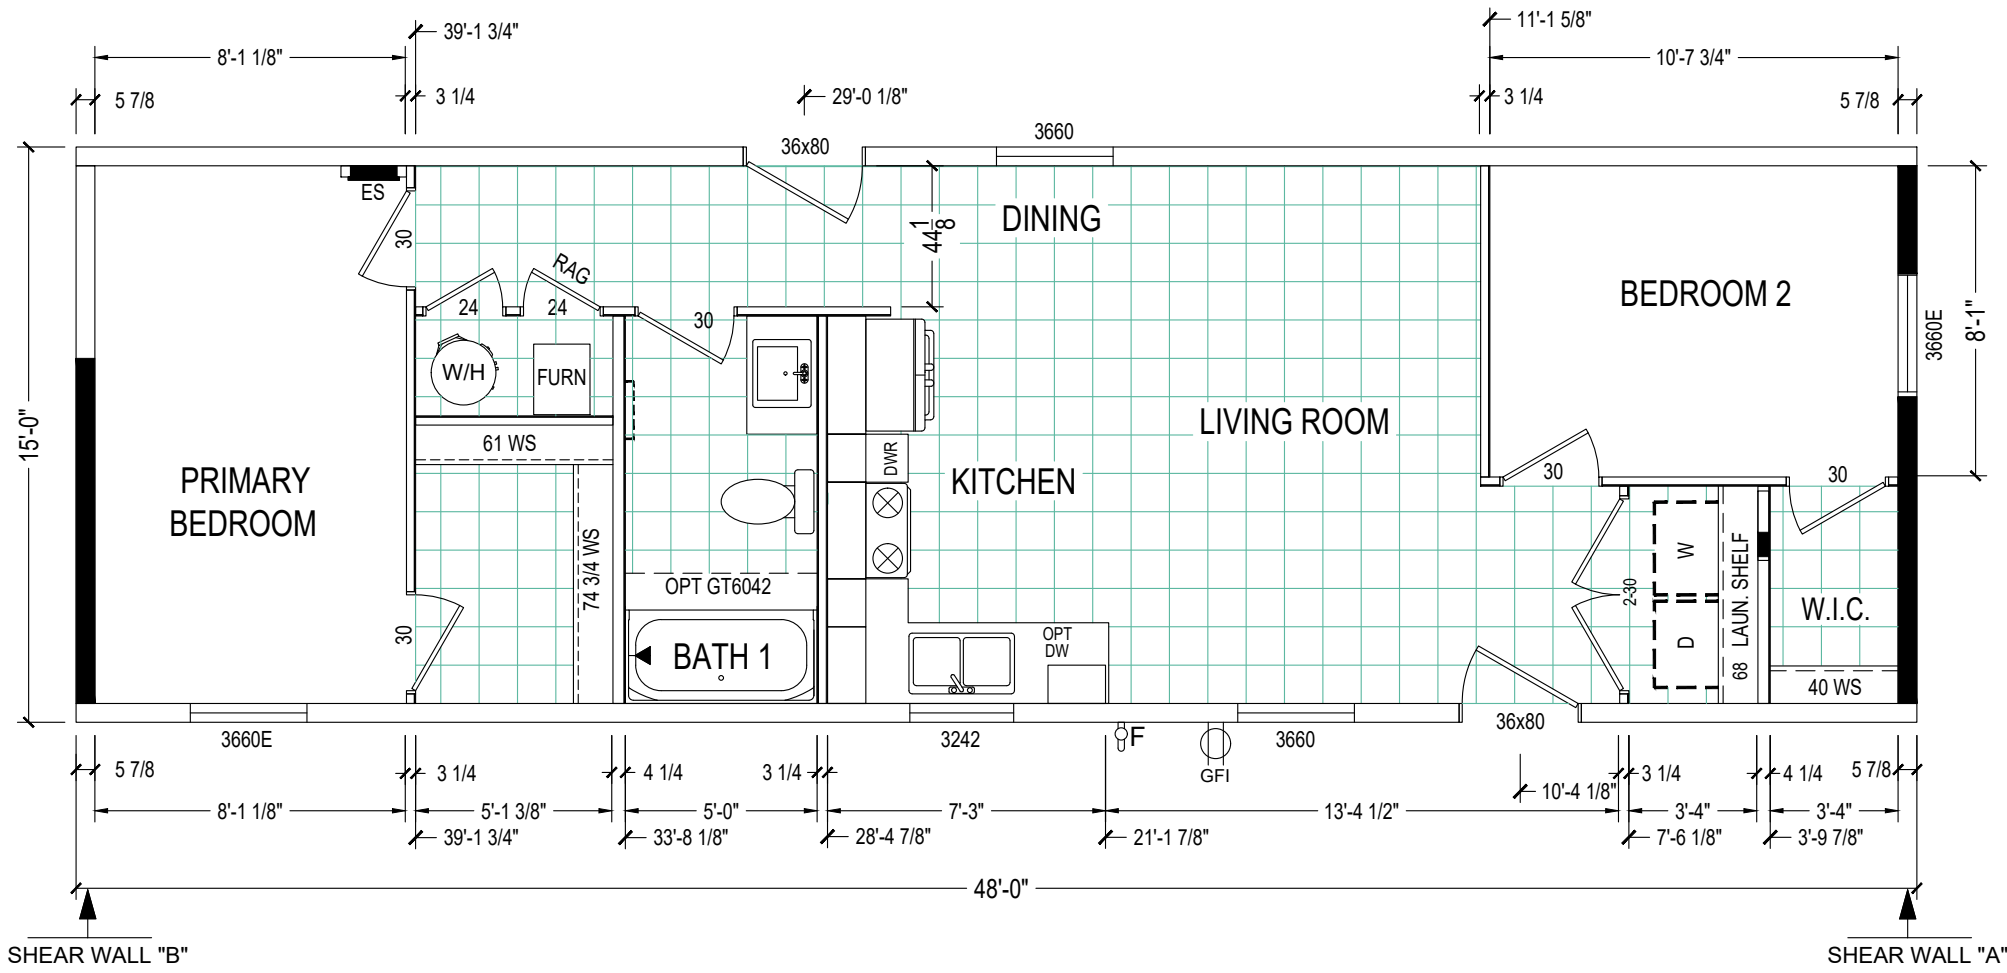 39'-1 3/4"
11'-1 5/8"
8'-1 1/8"
10'-7 3/4"
5 7/8
3 1/4
29'-0 1/8"
3 1/4
5 7/8
3660
36x80
ES
DINING
44 1/8
30
RAG
24
24
30
BEDROOM 2
3660E
8'-1"
15'-0"
W/H
FURN
LIVING ROOM
61 WS
DWR
PRIMARY
BEDROOM
KITCHEN
30
30
74 3/4 WS
OPT GT6042
W
68 LAUN. SHELF
2-30
W.I.C.
30
BATH 1
OPT
DW
D
40 WS
3660E
3242
F
GFI
3660
36x80
5 7/8
3 1/4
4 1/4
3 1/4
3 1/4
4 1/4
5 7/8
10'-4 1/8"
8'-1 1/8"
5'-1 3/8"
5'-0"
7'-3"
13'-4 1/2"
3'-4"
3'-4"
39'-1 3/4"
33'-8 1/8"
28'-4 7/8"
21'-1 7/8"
7'-6 1/8"
3'-9 7/8"
48'-0"
SHEAR WALL "B"
SHEAR WALL "A"